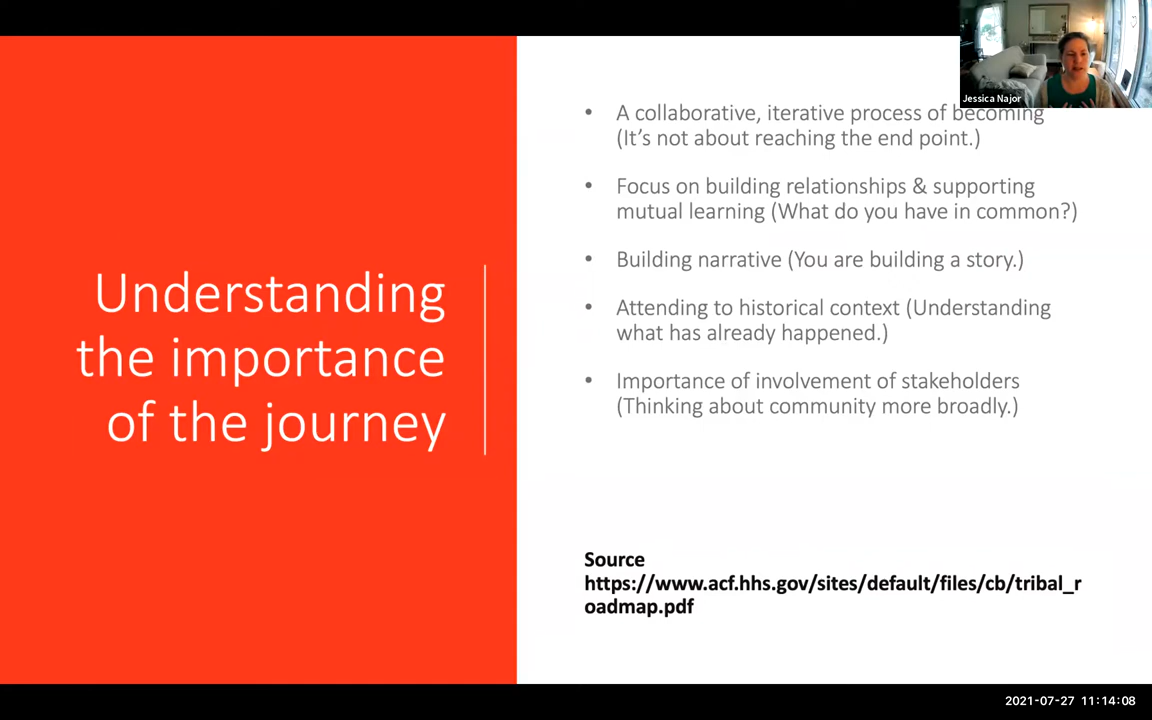 Jessica Najor
Understanding
the importance
of the journey
• A collaborative, iterative process of becoming
(It’s not about reaching the end point.)
• Focus on building relationships & supporting
mutual learning (What do you have in common?)
• Building narrative (You are building a story.)
• Attending to historical context (Understanding
what has already happened.)
• Importance of involvement of stakeholders
(Thinking about community more broadly.)
Source
https://www.acf.hhs.gov/sites/default/files/cb/tribal_r
oadmap.pdf
2021-07-27 11:14:08